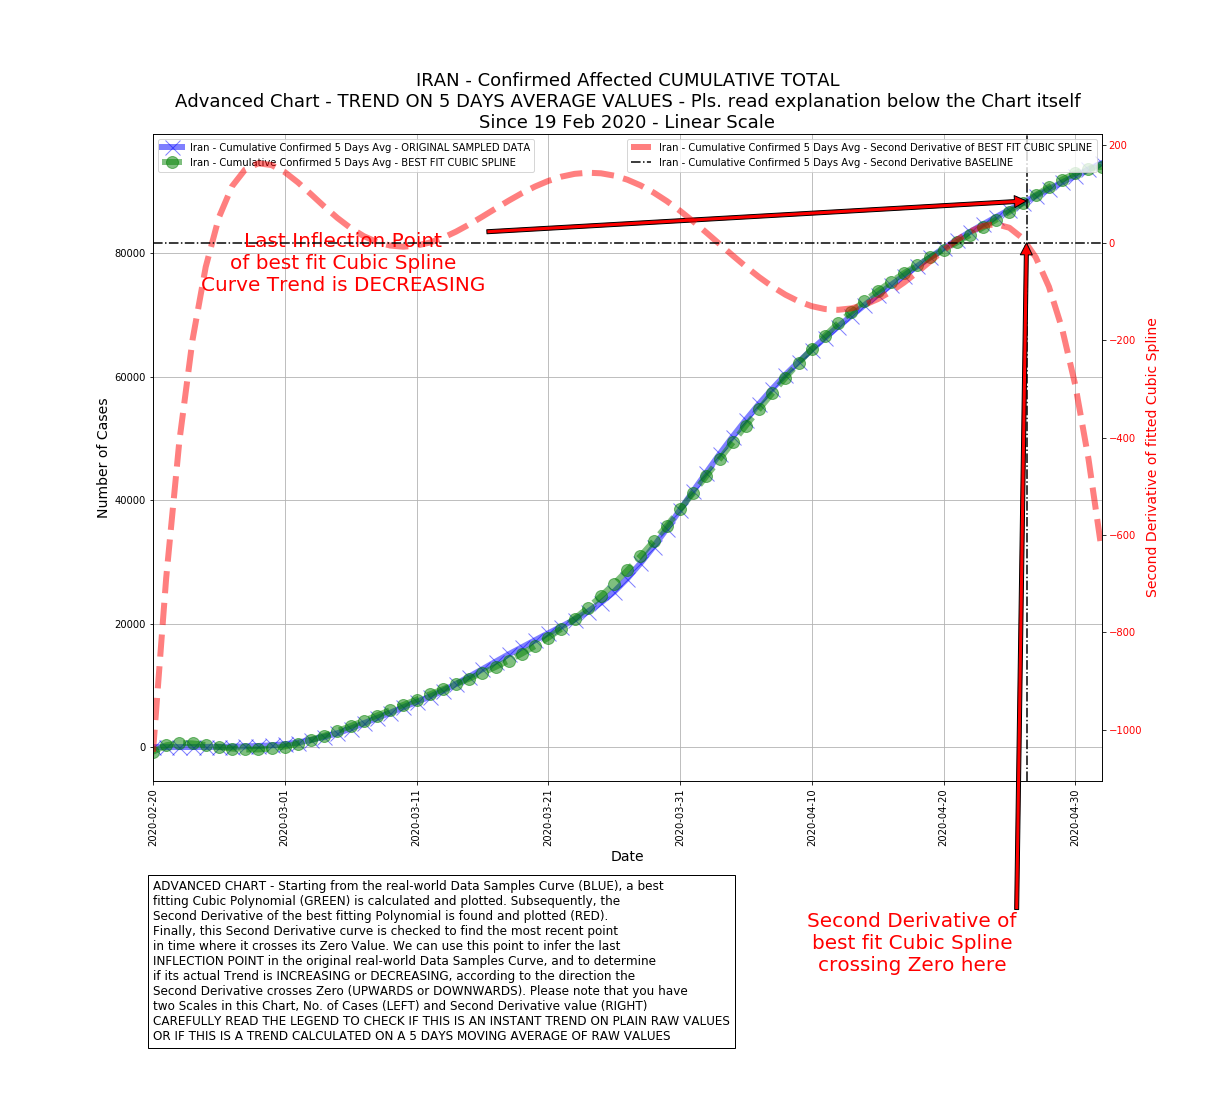 IRAN - Confirmed Affected CUMULATIVE TOTAL
Advanced Chart - TREND ON 5 DAYS AVERAGE VALUES - Pls. read explanation below the Chart itself
Since 19 Feb 2020 - Linear Scale
Iran - Cumulative Confirmed 5 Days Avg - ORIGINAL SAMPLED DATA
Iran - Cumulative Confirmed 5 Days Avg - BEST FIT CUBIC SPLINE
Iran - Cumulative Confirmed 5 Days Avg - Second Derivative of BEST FIT CUBIC SPLINE
Iran - Cumulative Confirmed 5 Days Avg - Second Derivative BASELINE
Last Inflection Point
of best fit Cubic Spline
Curve Trend is DECREASING
Number of Cases
80000
60000
40000
20000
0
200
0
−200
−400
−600
−800
−1000
Second Derivative of fitted Cubic Spline
2020-02-20
2020-03-01
2020-03-11
2020-03-21
2020-03-31
2020-04-10
2020-04-20
2020-04-30
Date
Second Derivative of
best fit Cubic Spline
crossing Zero here
ADVANCED CHART - Starting from the real-world Data Samples Curve (BLUE), a best
fitting Cubic Polynomial (GREEN) is calculated and plotted. Subsequently, the
Second Derivative of the best fitting Polynomial is found and plotted (RED).
Finally, this Second Derivative curve is checked to find the most recent point
in time where it crosses its Zero Value. We can use this point to infer the last
INFLECTION POINT in the original real-world Data Samples Curve, and to determine
if its actual Trend is INCREASING or DECREASING, according to the direction the
Second Derivative crosses Zero (UPWARDS or DOWNWARDS). Please note that you have
two Scales in this Chart, No. of Cases (LEFT) and Second Derivative value (RIGHT)
CAREFULLY READ THE LEGEND TO CHECK IF THIS IS AN INSTANT TREND ON PLAIN RAW VALUES
OR IF THIS IS A TREND CALCULATED ON A 5 DAYS MOVING AVERAGE OF RAW VALUES